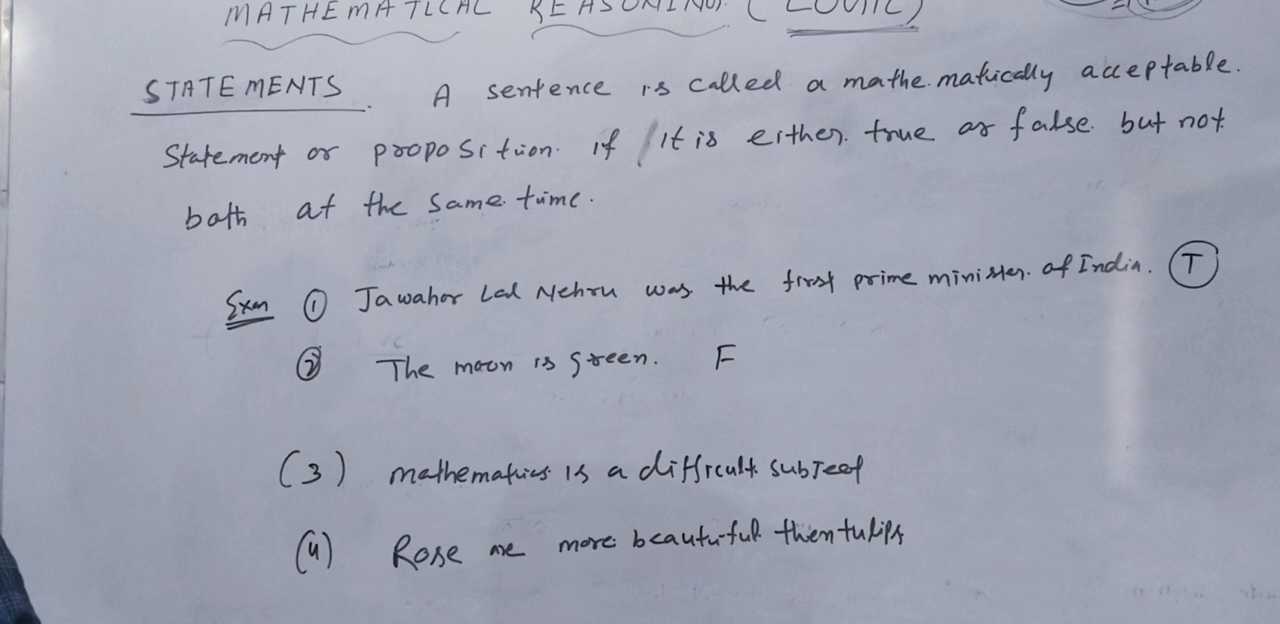 MATHEMATICAL REASONING (LOGIC)
STATEMENTS. A sentence is called a mathematically acceptable.
Statement or proposition if it is either true or false but not
both at the same time.
Exm ① Jawahar Lal Nehru was the first prime minister of India. T
② The moon is green. F
(3) mathematics is a difficult subject
(4) Rose are more beautiful then tulips